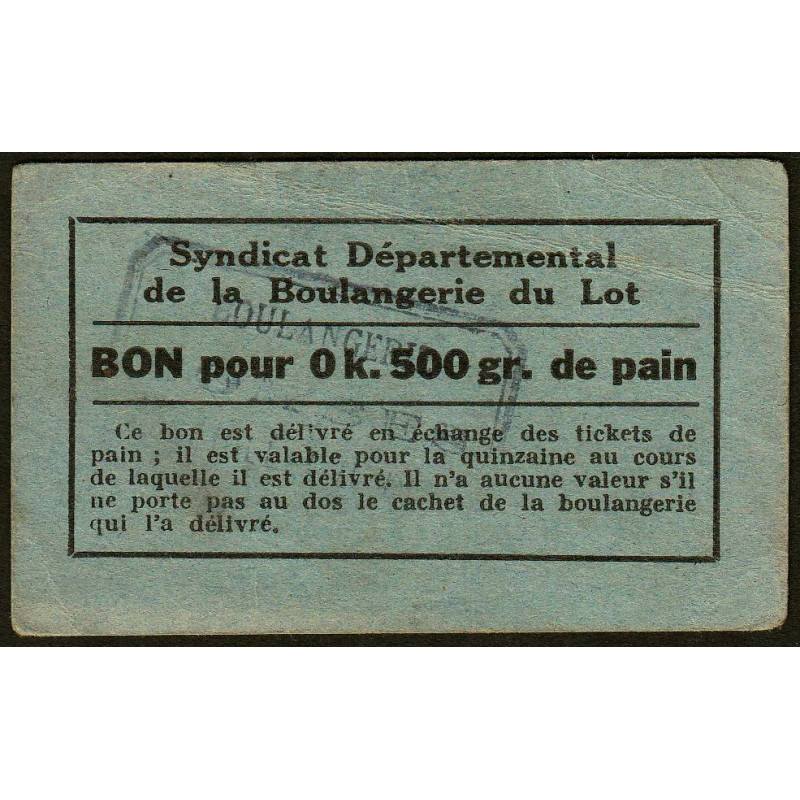 Syndicat Départemental
de la Boulangerie du Lot
BOULANGERIE
BON pour 0 k. 500 gr. de pain
Ce bon est délivré en échange des tickets de
pain ; il est valable pour la quinzaine au cours
de laquelle il est délivré. Il n'a aucune valeur s'il
ne porte pas au dos le cachet de la boulangerie
qui l'a délivré.